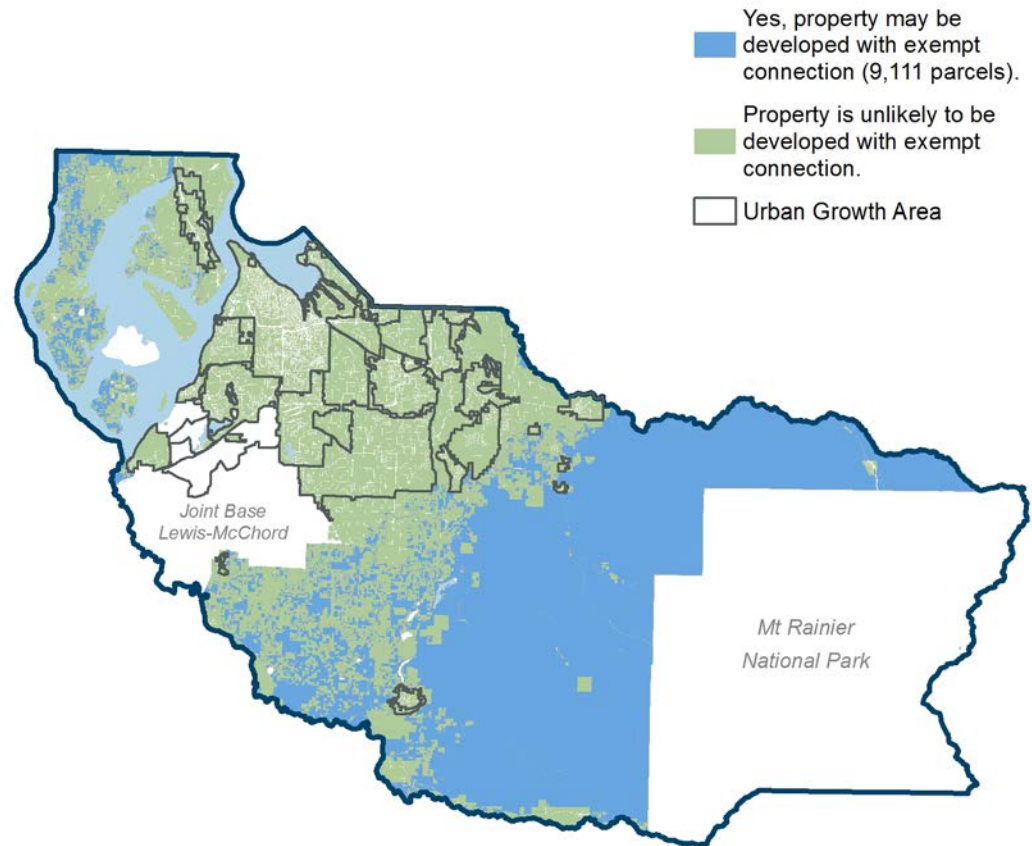 Yes, property may be
developed with exempt
connection (9,111 parcels).
Property is unlikely to be
developed with exempt
connection.
Urban Growth Area
Joint Base
Lewis-McChord
Mt Rainier
National Park